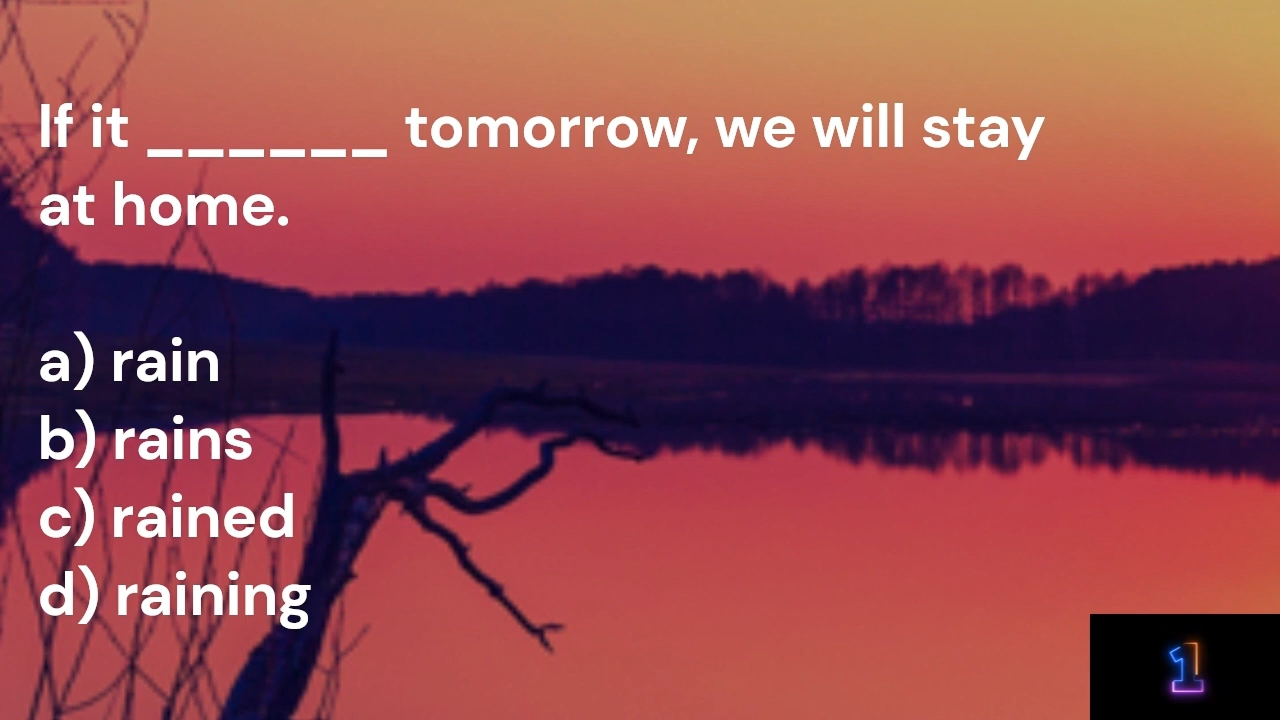 If it ______ tomorrow, we will stay
at home.
a) rain
b) rains
c) rained
d) raining
1